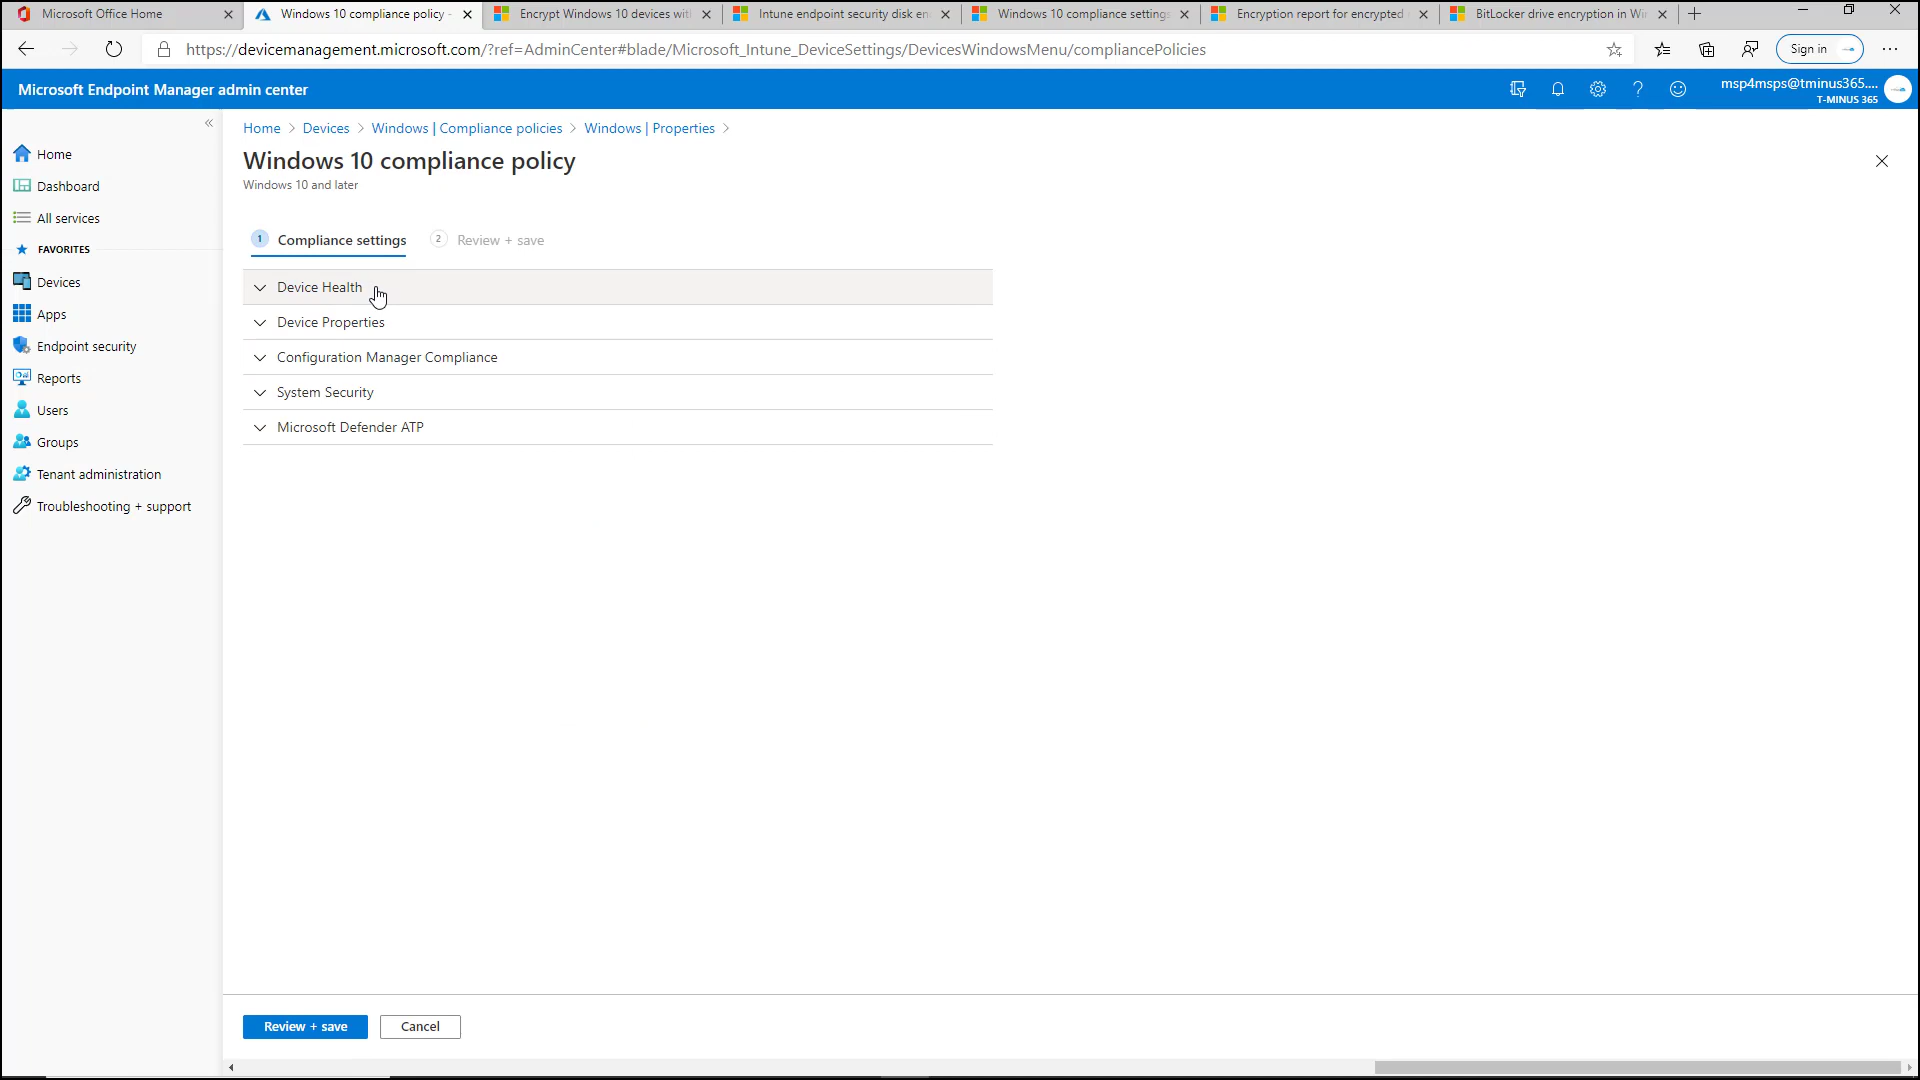 Microsoft Office Home
Windows 10 compliance policy -
Encrypt Windows 10 devices wit
Intune endpoint security disk en
Windows 10 compliance settings
Encryption report for encrypted
BitLocker drive encryption in Wi
https://devicemanagement.microsoft.com/?ref=AdminCenter#blade/Microsoft_Intune_DeviceSettings/DevicesWindowsMenu/compliancePolicies
Sign in
Microsoft Endpoint Manager admin center
msp4msps@tminus365....
T-MINUS 365
Home > Devices > Windows | Compliance policies > Windows | Properties >
Windows 10 compliance policy
Windows 10 and later
Home
Dashboard
All services
FAVORITES
Devices
Apps
Endpoint security
Reports
Users
Groups
Tenant administration
Troubleshooting + support
1 Compliance settings
2 Review + save
Device Health
Device Properties
Configuration Manager Compliance
System Security
Microsoft Defender ATP
Review + save
Cancel